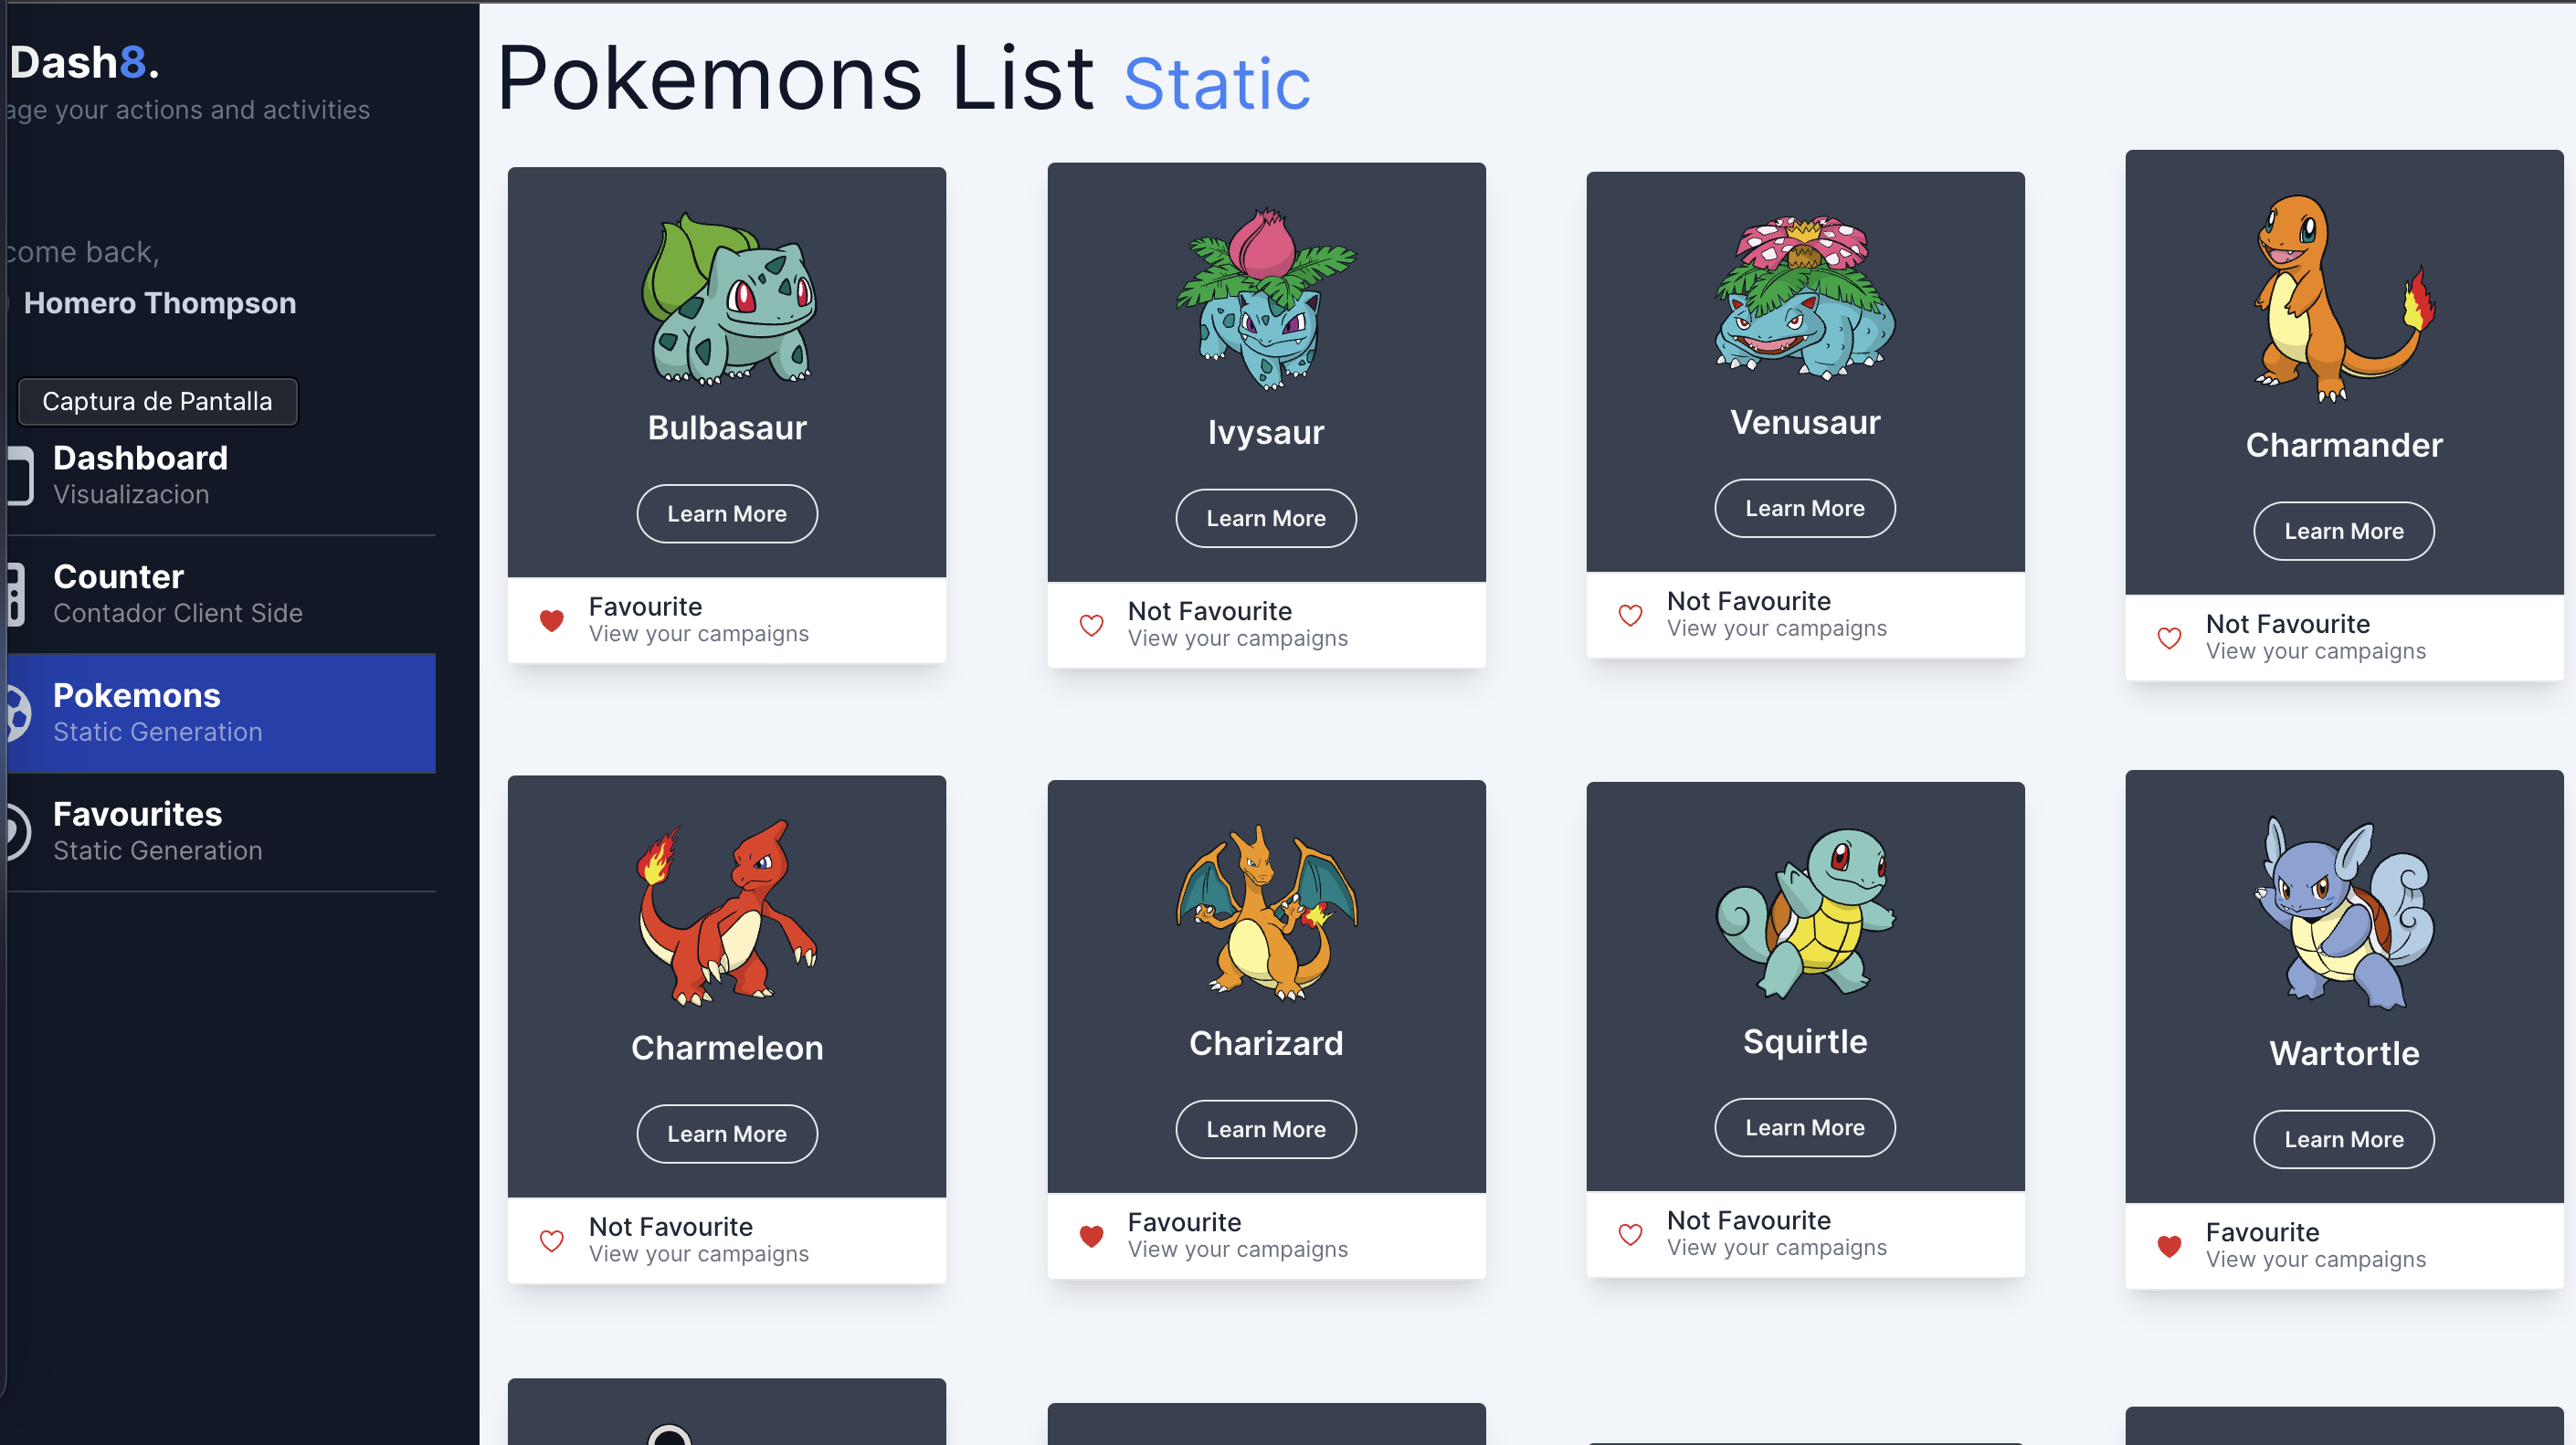 Dash8.
age your actions and activities
come back,
Homero Thompson
Captura de Pantalla
Dashboard
Visualizacion
Counter
Contador Client Side
Pokemons
Static Generation
Favourites
Static Generation
Pokemons List Static
Bulbasaur
Learn More
Favourite
View your campaigns
Ivysaur
Learn More
Not Favourite
View your campaigns
Venusaur
Learn More
Not Favourite
View your campaigns
Charmander
Learn More
Not Favourite
View your campaigns
Charmeleon
Learn More
Not Favourite
View your campaigns
Charizard
Learn More
Favourite
View your campaigns
Squirtle
Learn More
Not Favourite
View your campaigns
Wartortle
Learn More
Favourite
View your campaigns